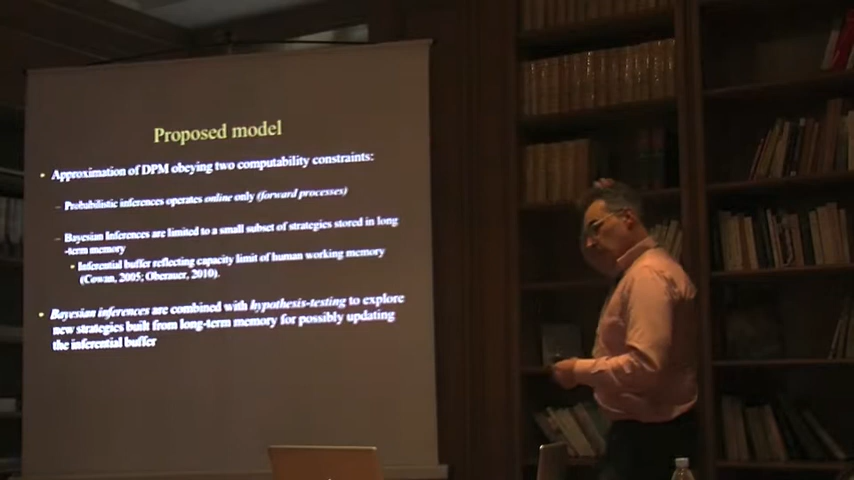 Proposed model
• Approximation of DPM obeying two computability constraints:
– Probabilistic inferences operates online only (forward processes)
– Bayesian Inferences are limited to a small subset of strategies stored in long
-term memory
• Inferential buffer reflecting capacity limit of human working memory
(Cowan, 2005; Oberauer, 2010).
• Bayesian inferences are combined with hypothesis-testing to explore
new strategies built from long-term memory for possibly updating
the inferential buffer